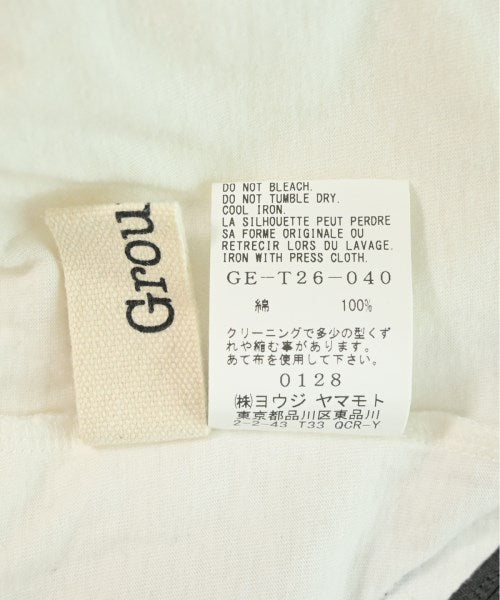 Grou
DO NOT BLEACH.
DO NOT TUMBLE DRY.
COOL IRON.
LA SILHOUETTE PEUT PERDRE
SA FORME ORIGINALE OU
RETRECIR LORS DU LAVAGE.
IRON WITH PRESS CLOTH.
GE-T26-040
綿 100%
クリーニングで多少の型くず
れや縮む事があります。
あて布を使用して下さい。
0128
㈱ヨウジ ヤマモト
東京都品川区東品川
2-2-43 T33 QCR-Y